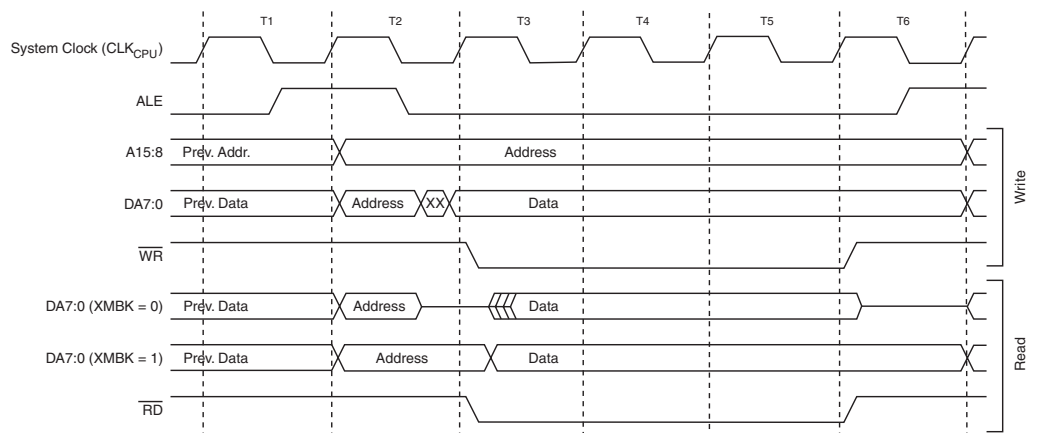 T1 T2 T3 T4 T5 T6
System Clock (CLKCPU)
ALE
A15:8 Prev. Addr. Address
DA7:0 Prev. Data Address XX Data
WR
Write
DA7:0 (XMBK = 0) Prev. Data Address Data
DA7:0 (XMBK = 1) Prev. Data Address Data
RD
Read